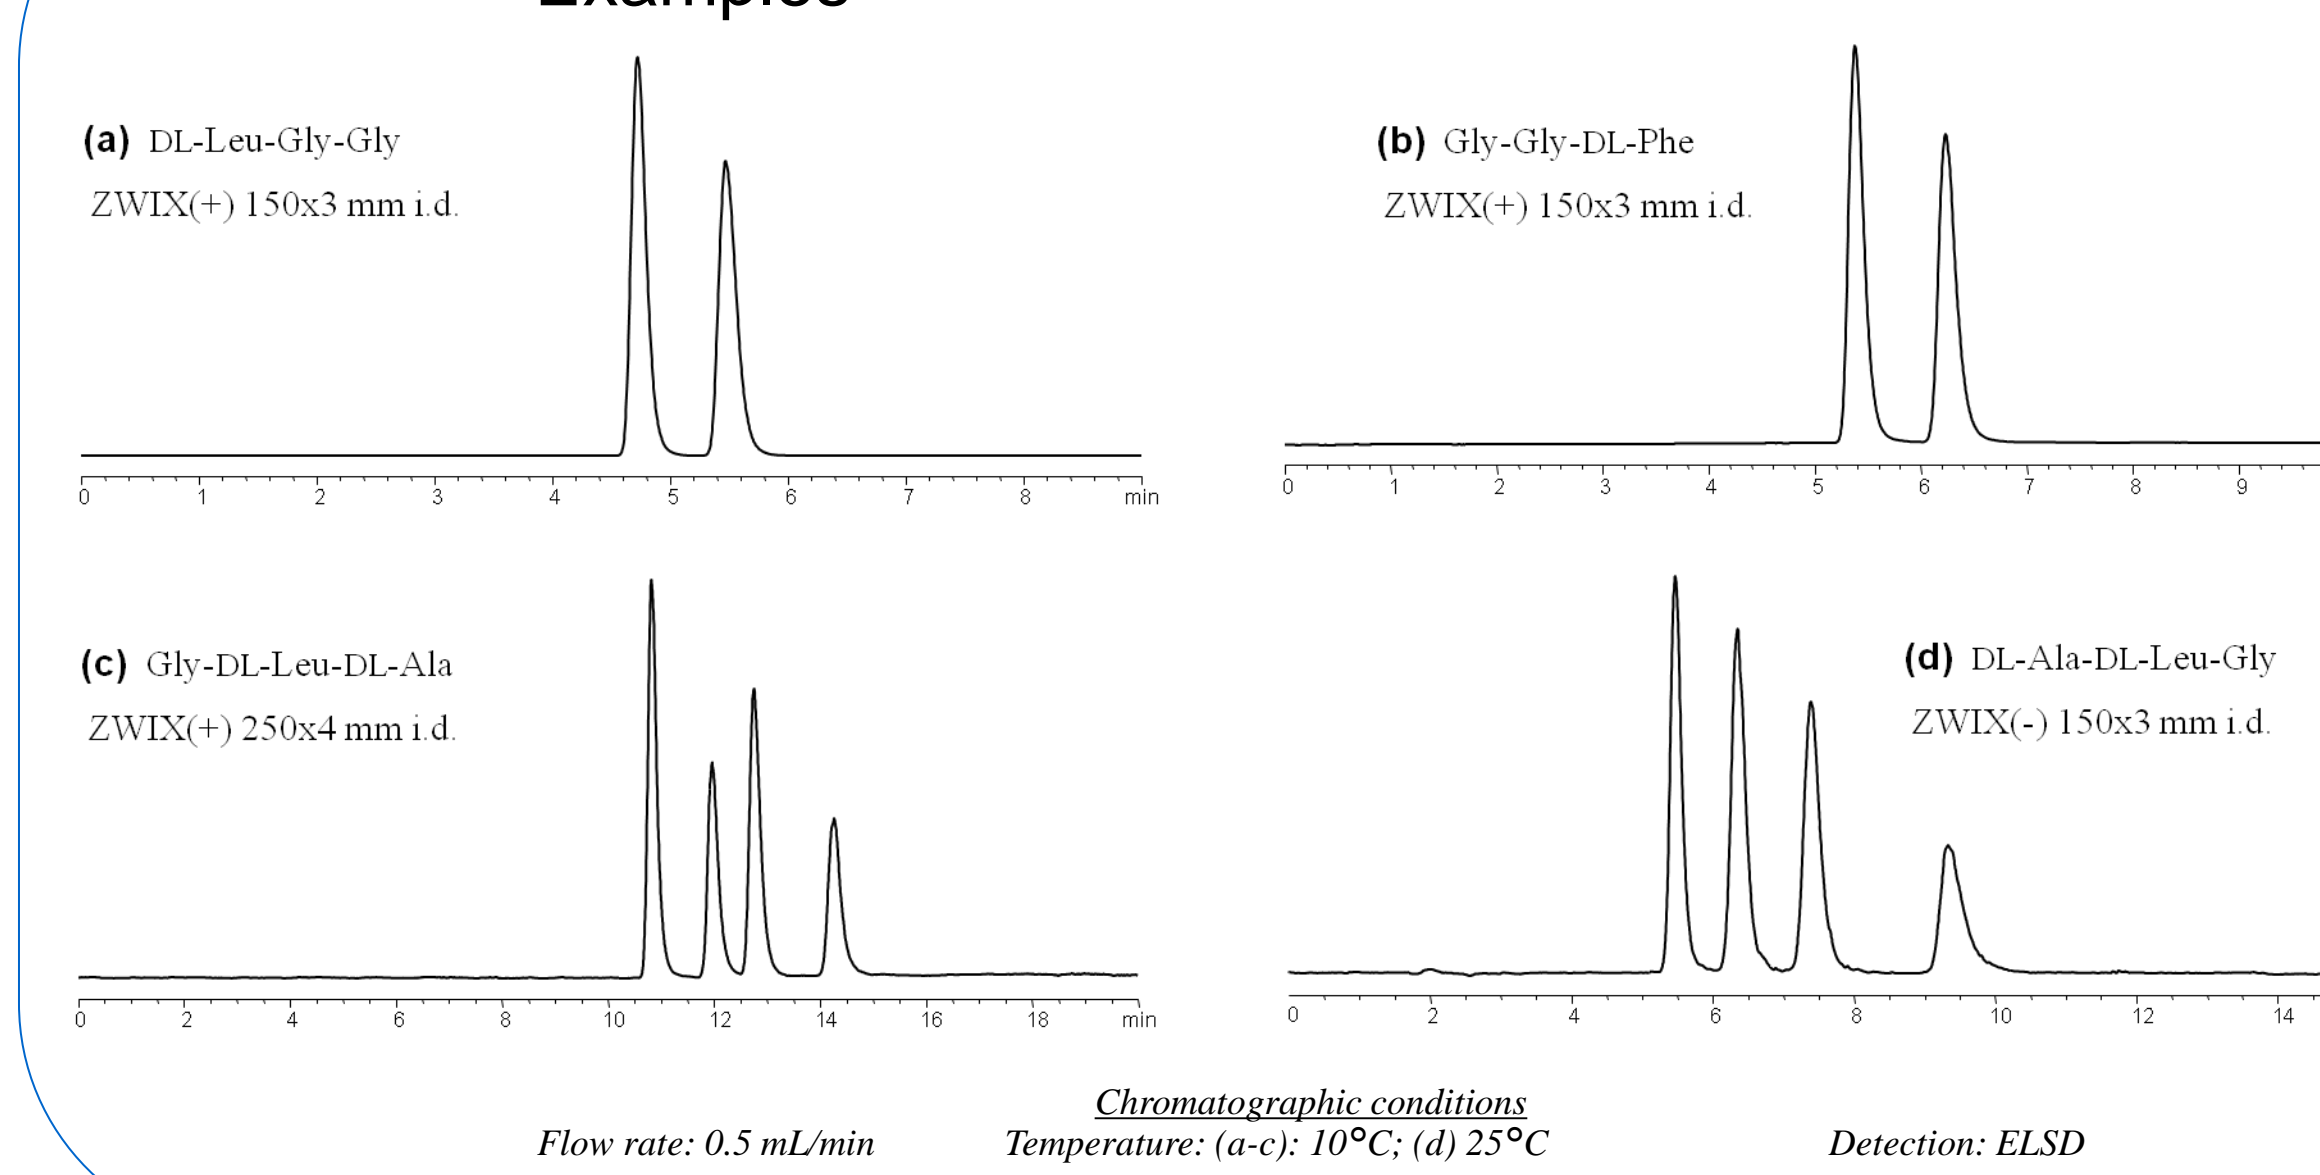 (a) DL-Leu-Gly-Gly
ZWIX(+) 150x3 mm i.d.
0 1 2 3 4 5 6 7 8 min
(b) Gly-Gly-DL-Phe
ZWIX(+) 150x3 mm i.d.
0 1 2 3 4 5 6 7 8 9
(c) Gly-DL-Leu-DL-Ala
ZWIX(+) 250x4 mm i.d.
0 2 4 6 8 10 12 14 16 18 min
(d) DL-Ala-DL-Leu-Gly
ZWIX(-) 150x3 mm i.d.
0 2 4 6 8 10 12 14
Chromatographic conditions
Flow rate: 0.5 mL/min Temperature: (a-c): 10°C; (d) 25°C Detection: ELSD